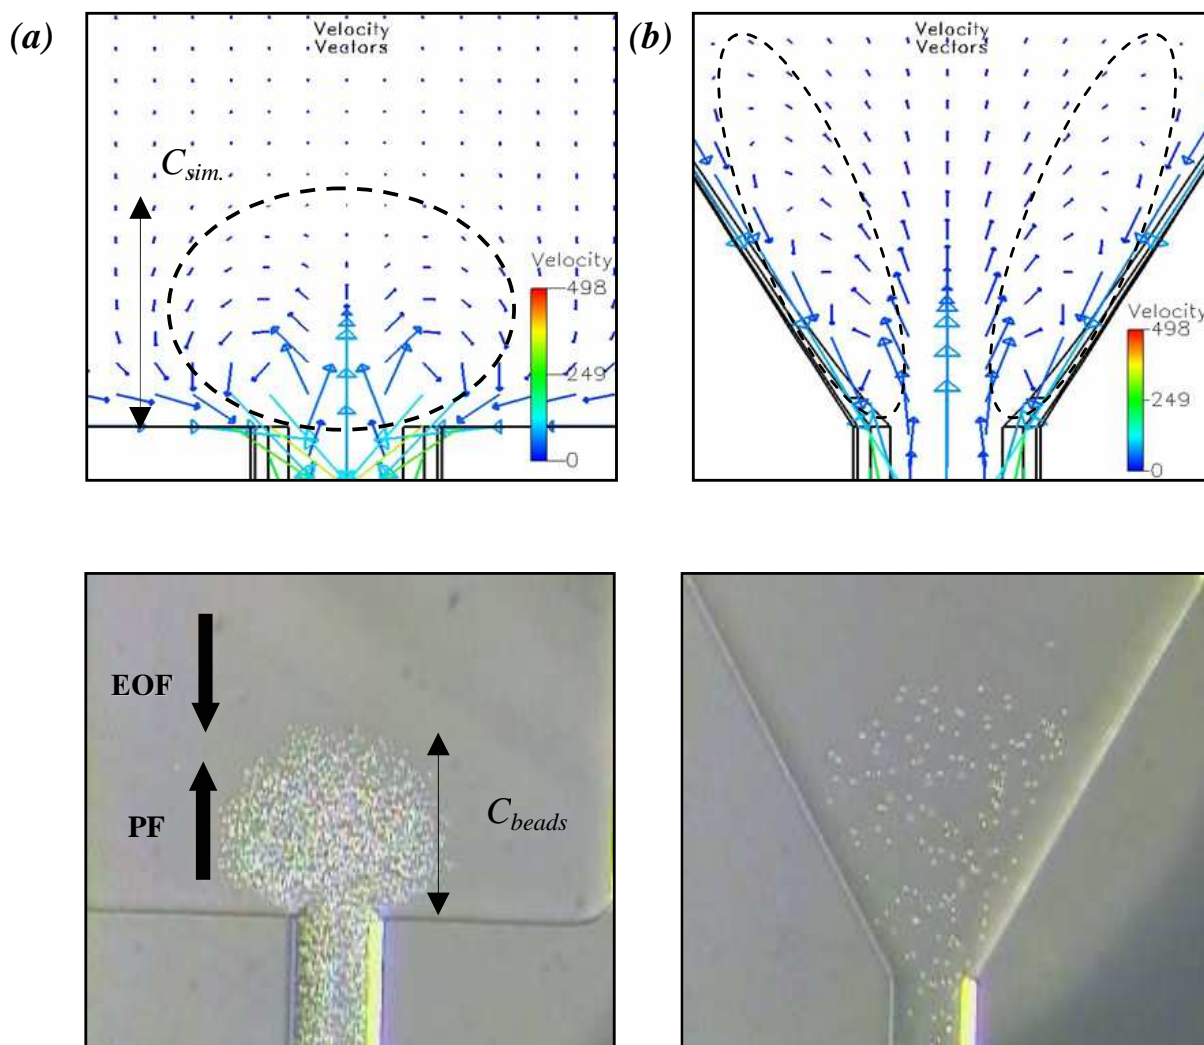 (a)
Velocity
Vectors
C_sim.
Velocity
498
249
0
(b)
Velocity
Vectors
Velocity
498
249
0
EOF
PF
C_beads